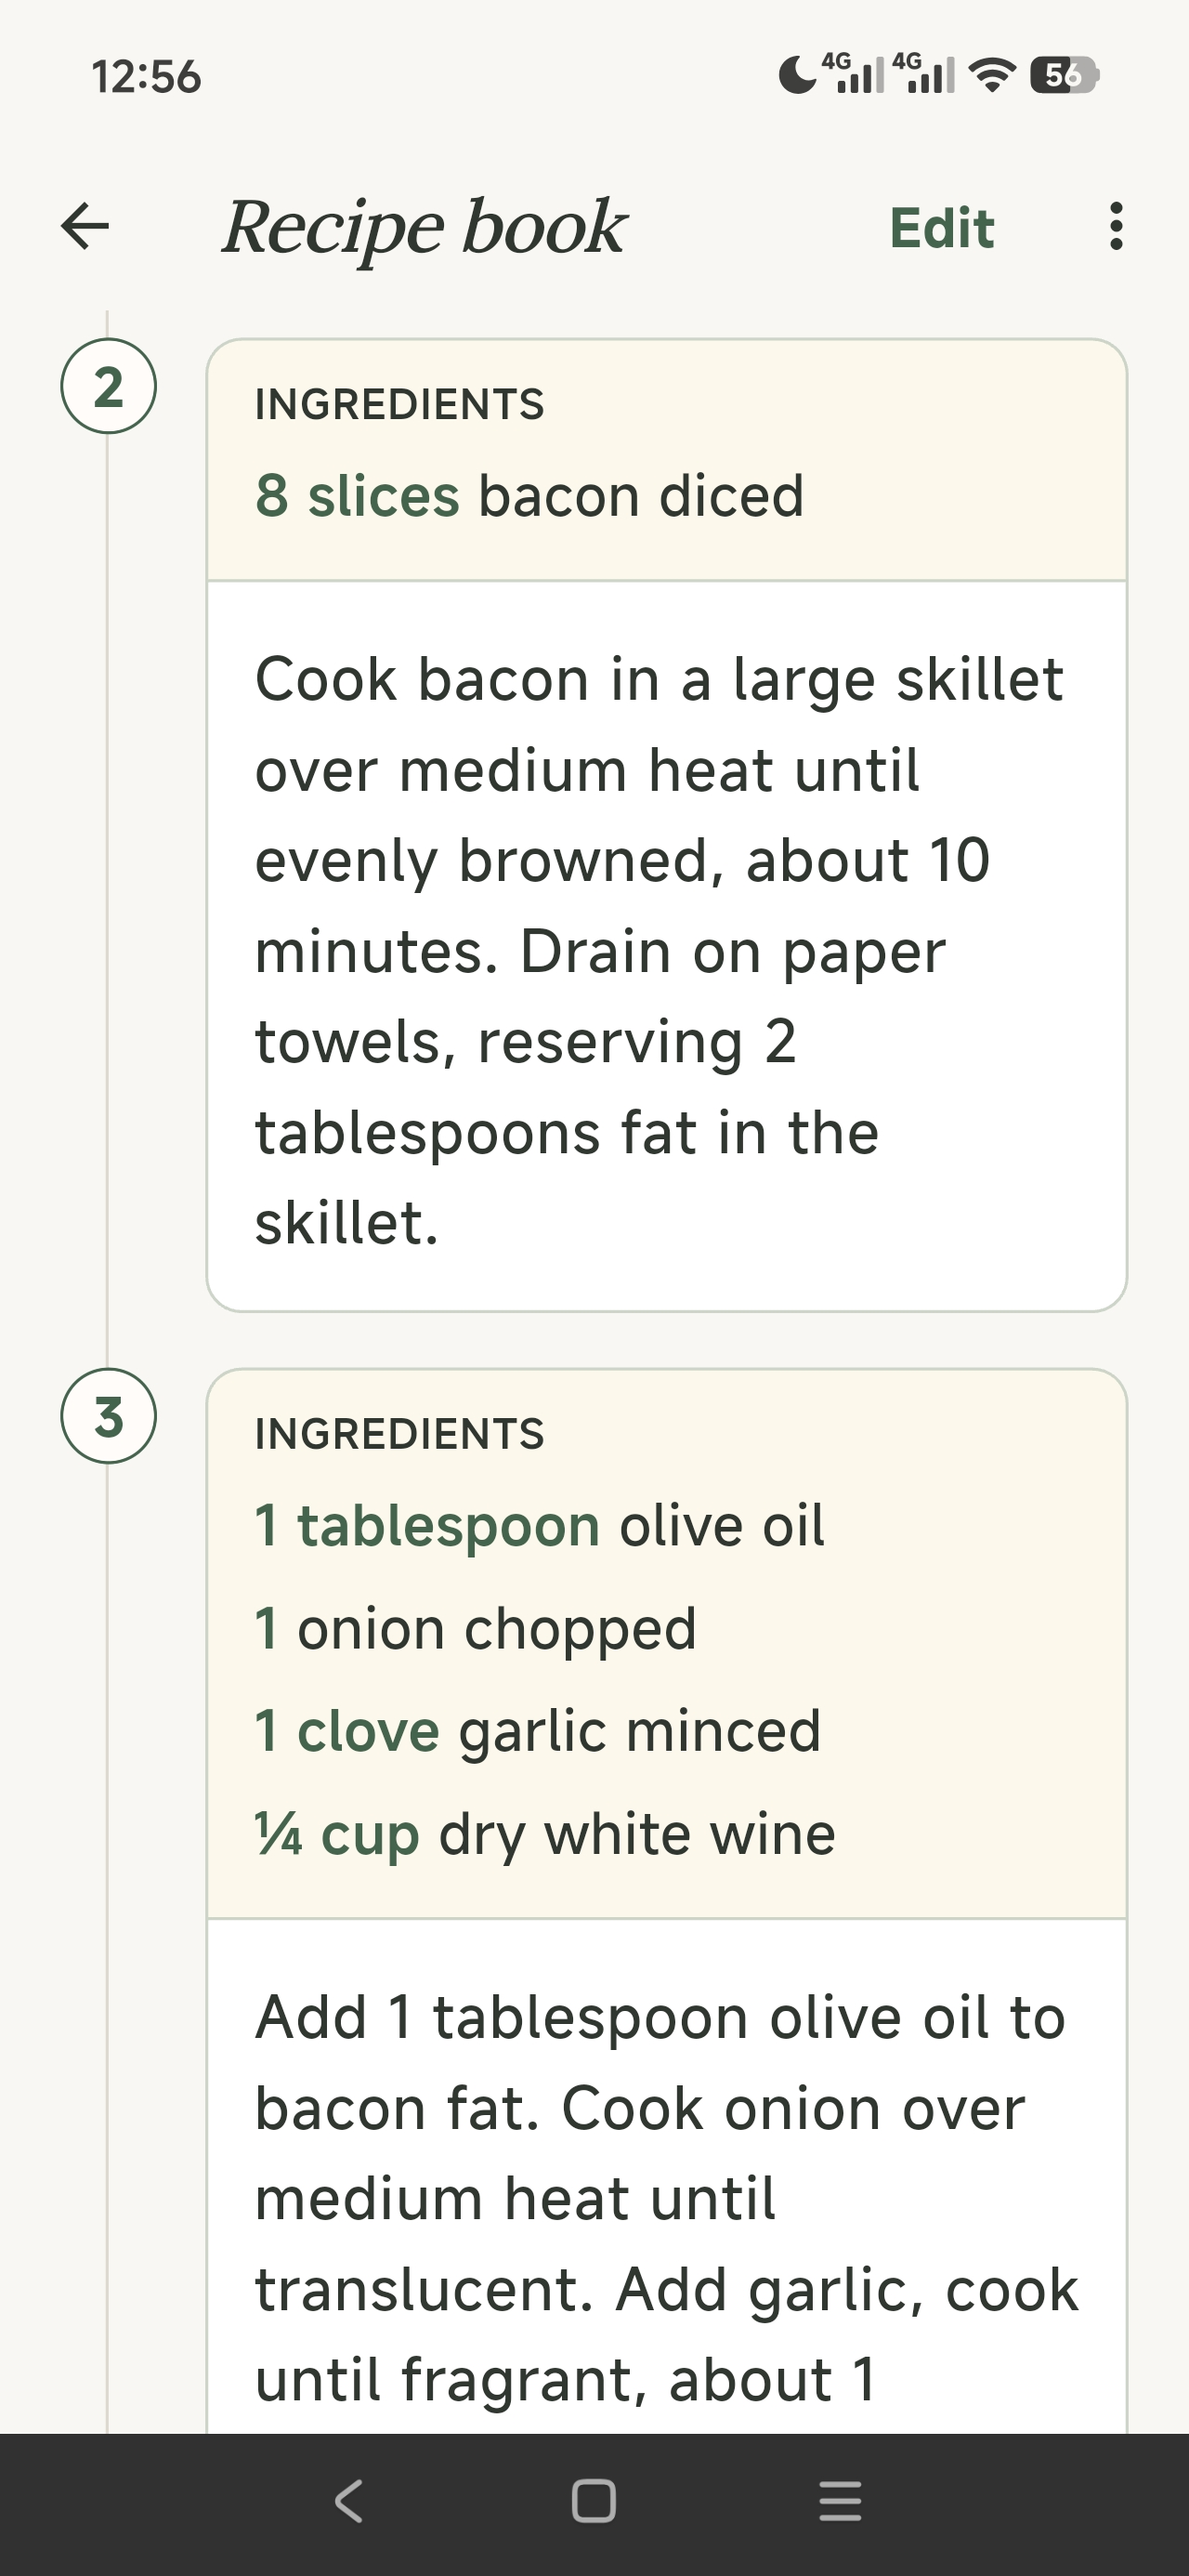 12:56
4G 4G 56
Recipe book
Edit
2
INGREDIENTS
8 slices bacon diced
Cook bacon in a large skillet
over medium heat until
evenly browned, about 10
minutes. Drain on paper
towels, reserving 2
tablespoons fat in the
skillet.
3
INGREDIENTS
1 tablespoon olive oil
1 onion chopped
1 clove garlic minced
¼ cup dry white wine
Add 1 tablespoon olive oil to
bacon fat. Cook onion over
medium heat until
translucent. Add garlic, cook
until fragrant, about 1